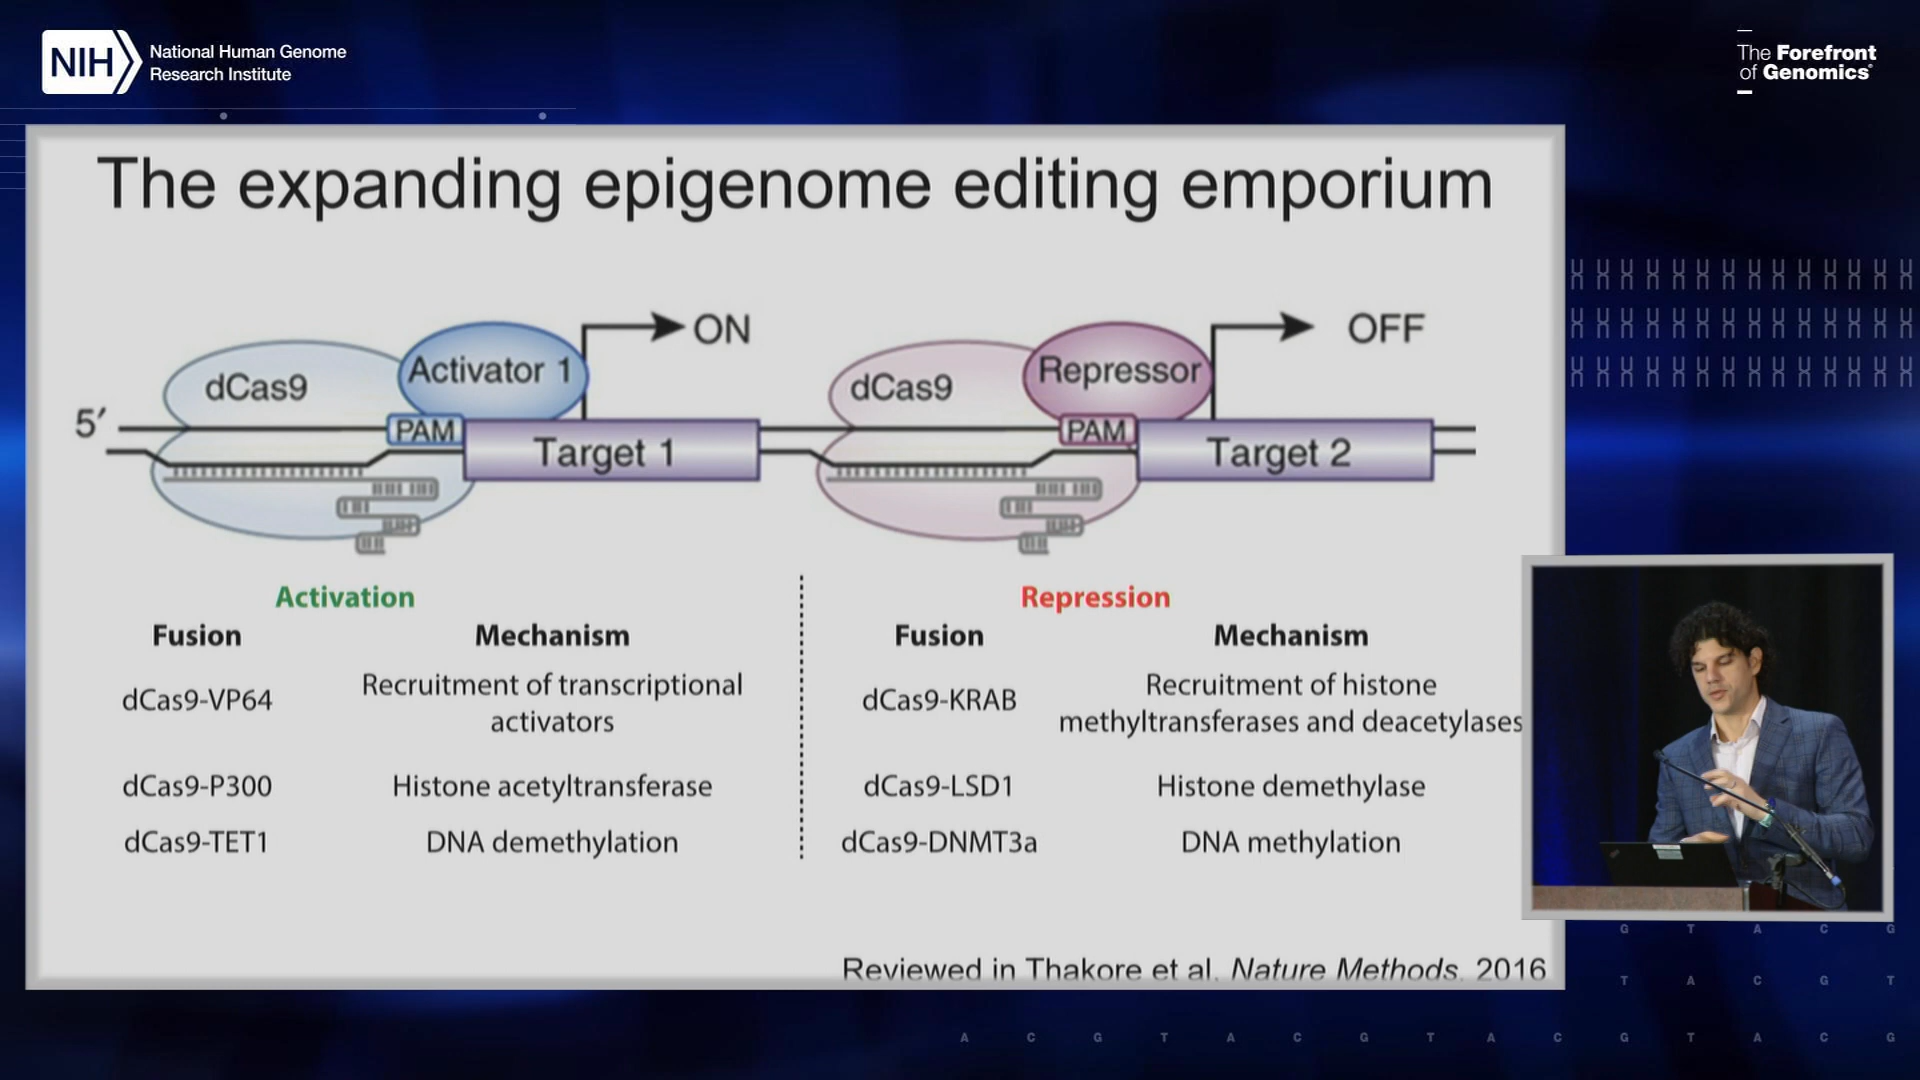 NIH
National Human Genome
Research Institute
The Forefront
of Genomics®
The expanding epigenome editing emporium
ON
OFF
dCas9
Activator 1
dCas9
Repressor
5′
PAM
Target 1
PAM
Target 2
Activation
Repression
Fusion
Mechanism
Fusion
Mechanism
dCas9-VP64
Recruitment of transcriptional
activators
dCas9-KRAB
Recruitment of histone
methyltransferases and deacetylases
dCas9-P300
Histone acetyltransferase
dCas9-LSD1
Histone demethylase
dCas9-TET1
DNA demethylation
dCas9-DNMT3a
DNA methylation
Reviewed in Thakore et al. Nature Methods. 2016
G T A C G
T A C G T
A C G T A C G T A C G T A C G